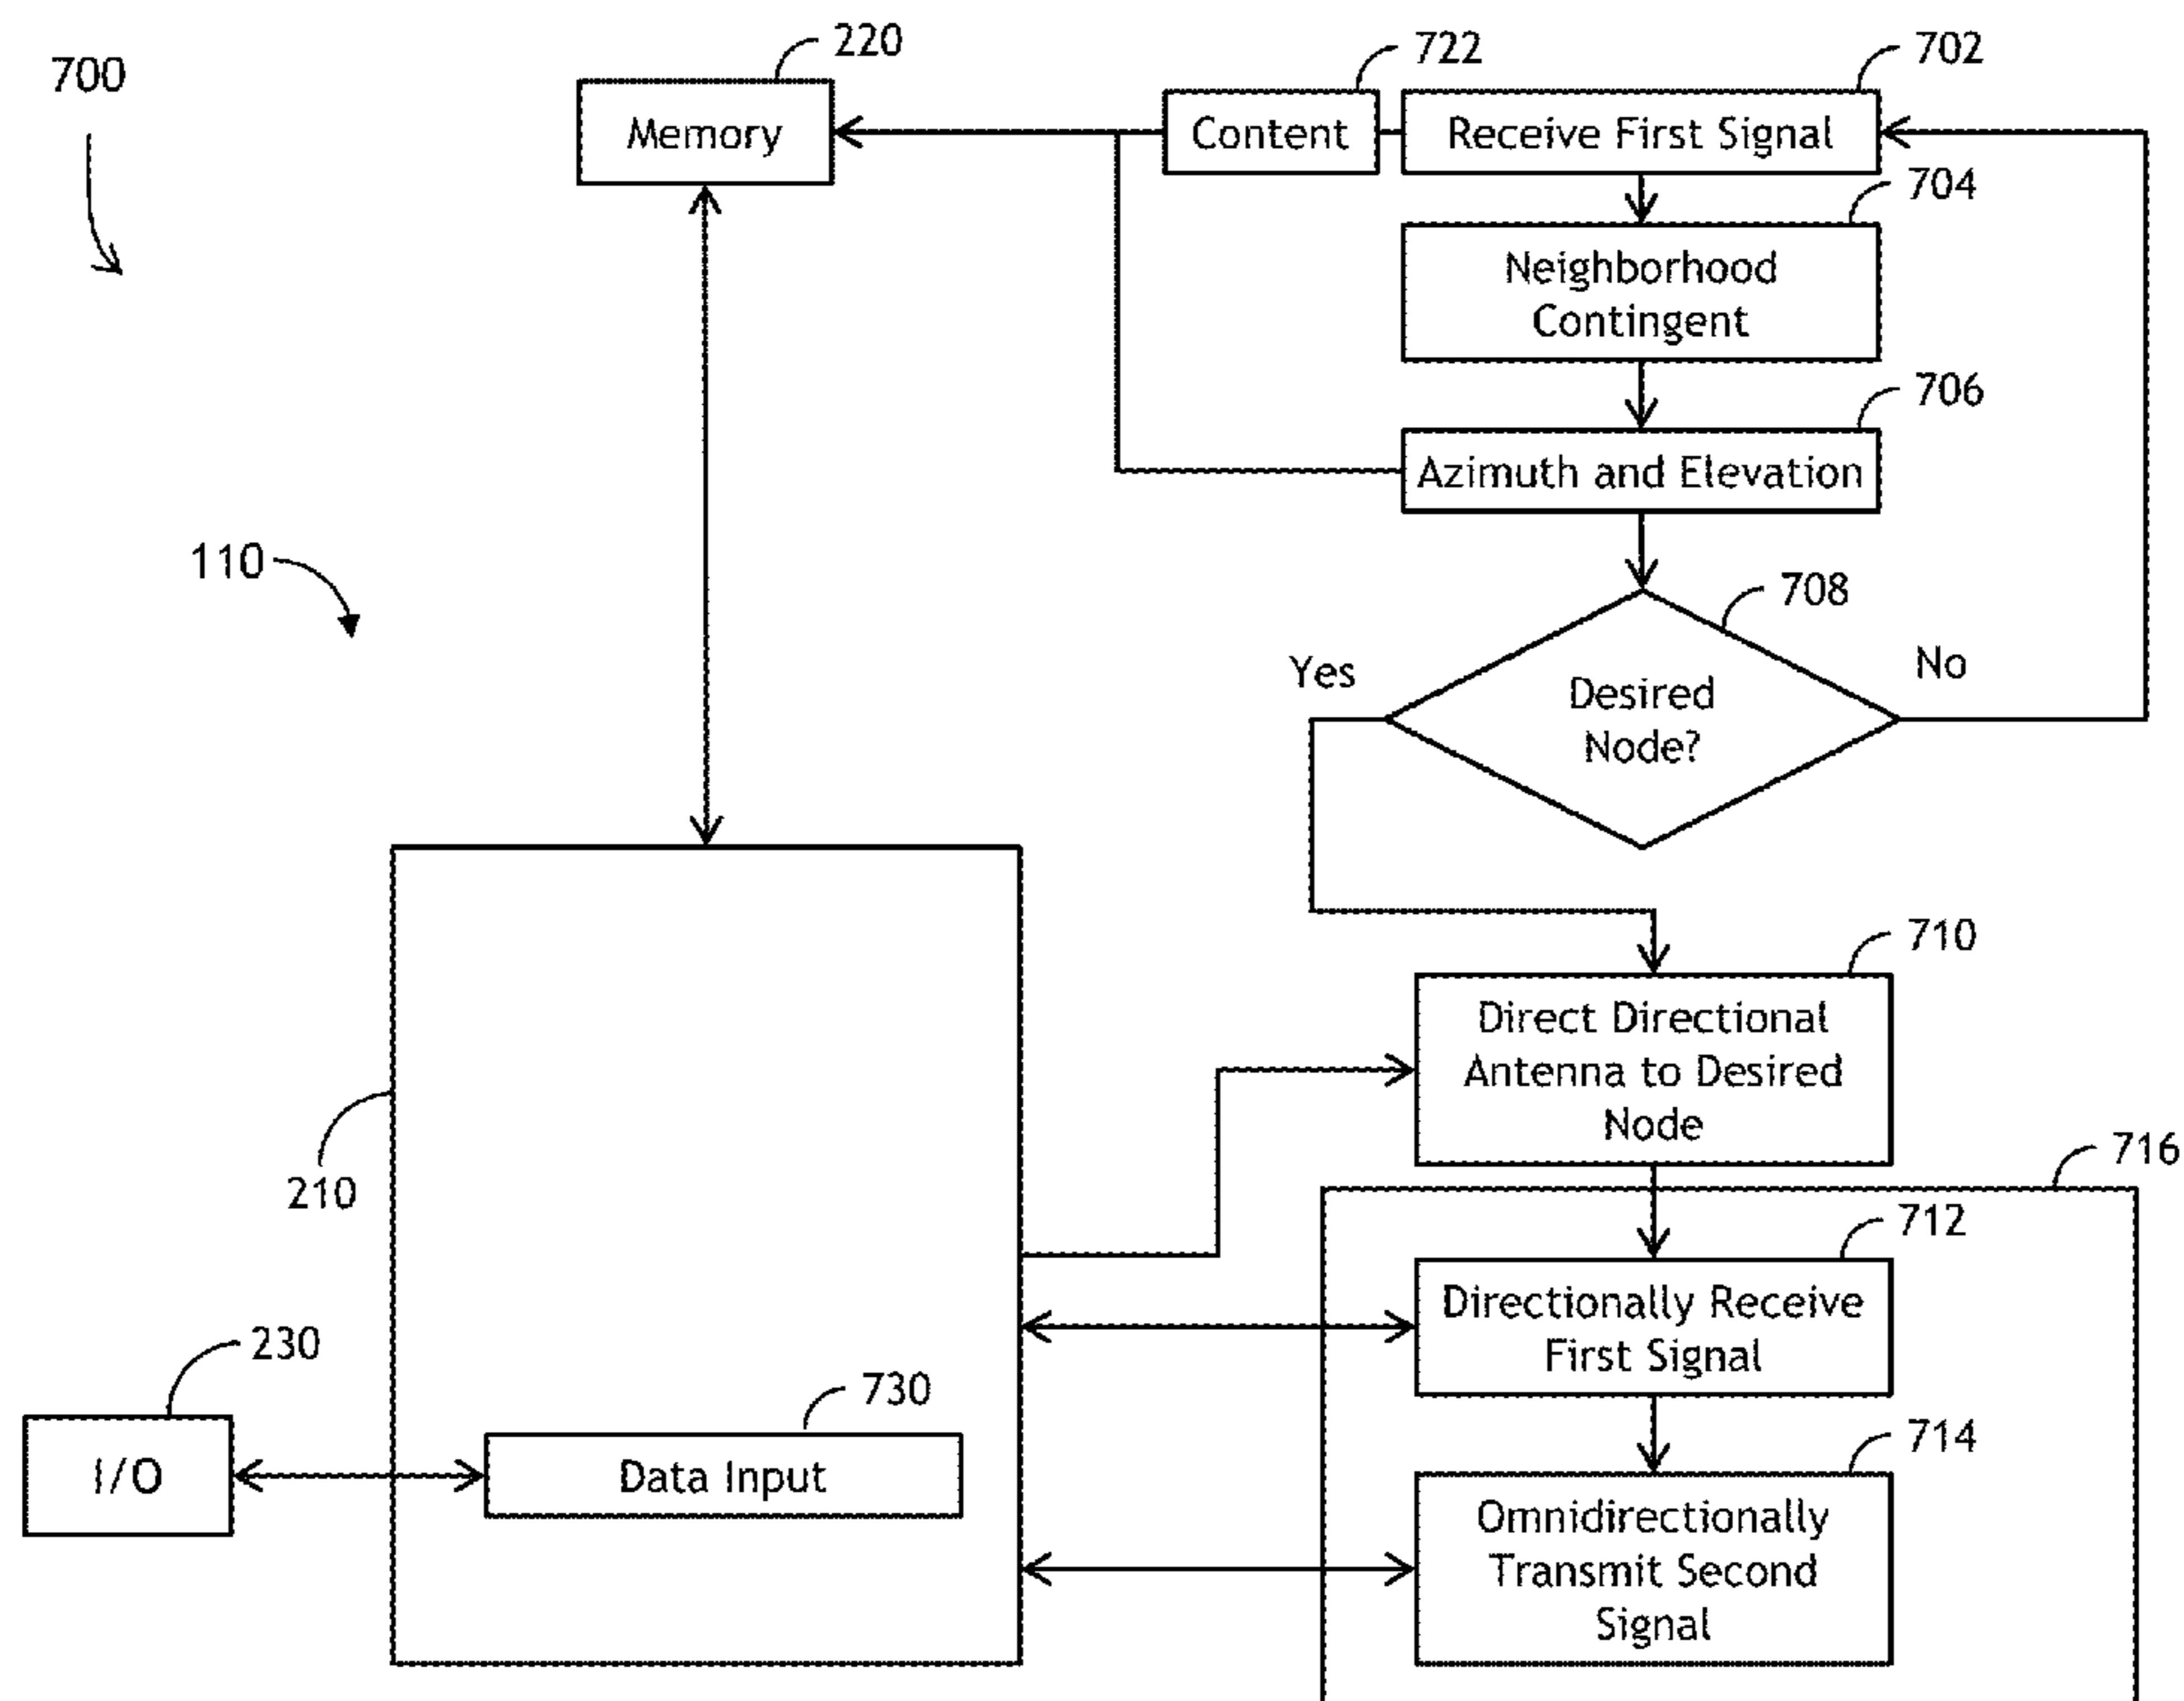 700
220
722
702
Memory
Content
Receive First Signal
704
Neighborhood
Contingent
706
Azimuth and Elevation
110
708
Yes
No
Desired
Node?
710
Direct Directional
Antenna to Desired
Node
716
210
712
Directionally Receive
First Signal
230
730
714
I/O
Data Input
Omnidirectionally
Transmit Second
Signal